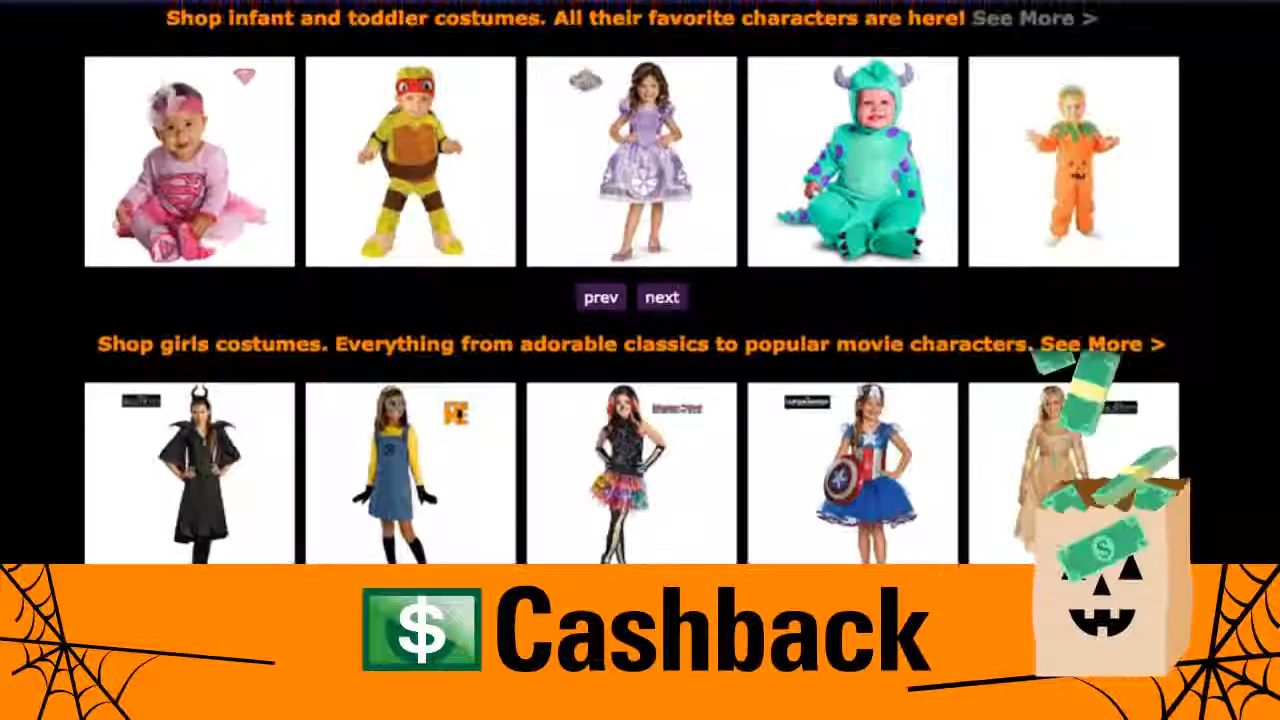 Shop infant and toddler costumes. All their favorite characters are here! See More >
prev next
Shop girls costumes. Everything from adorable classics to popular movie characters. See More >
$ Cashback